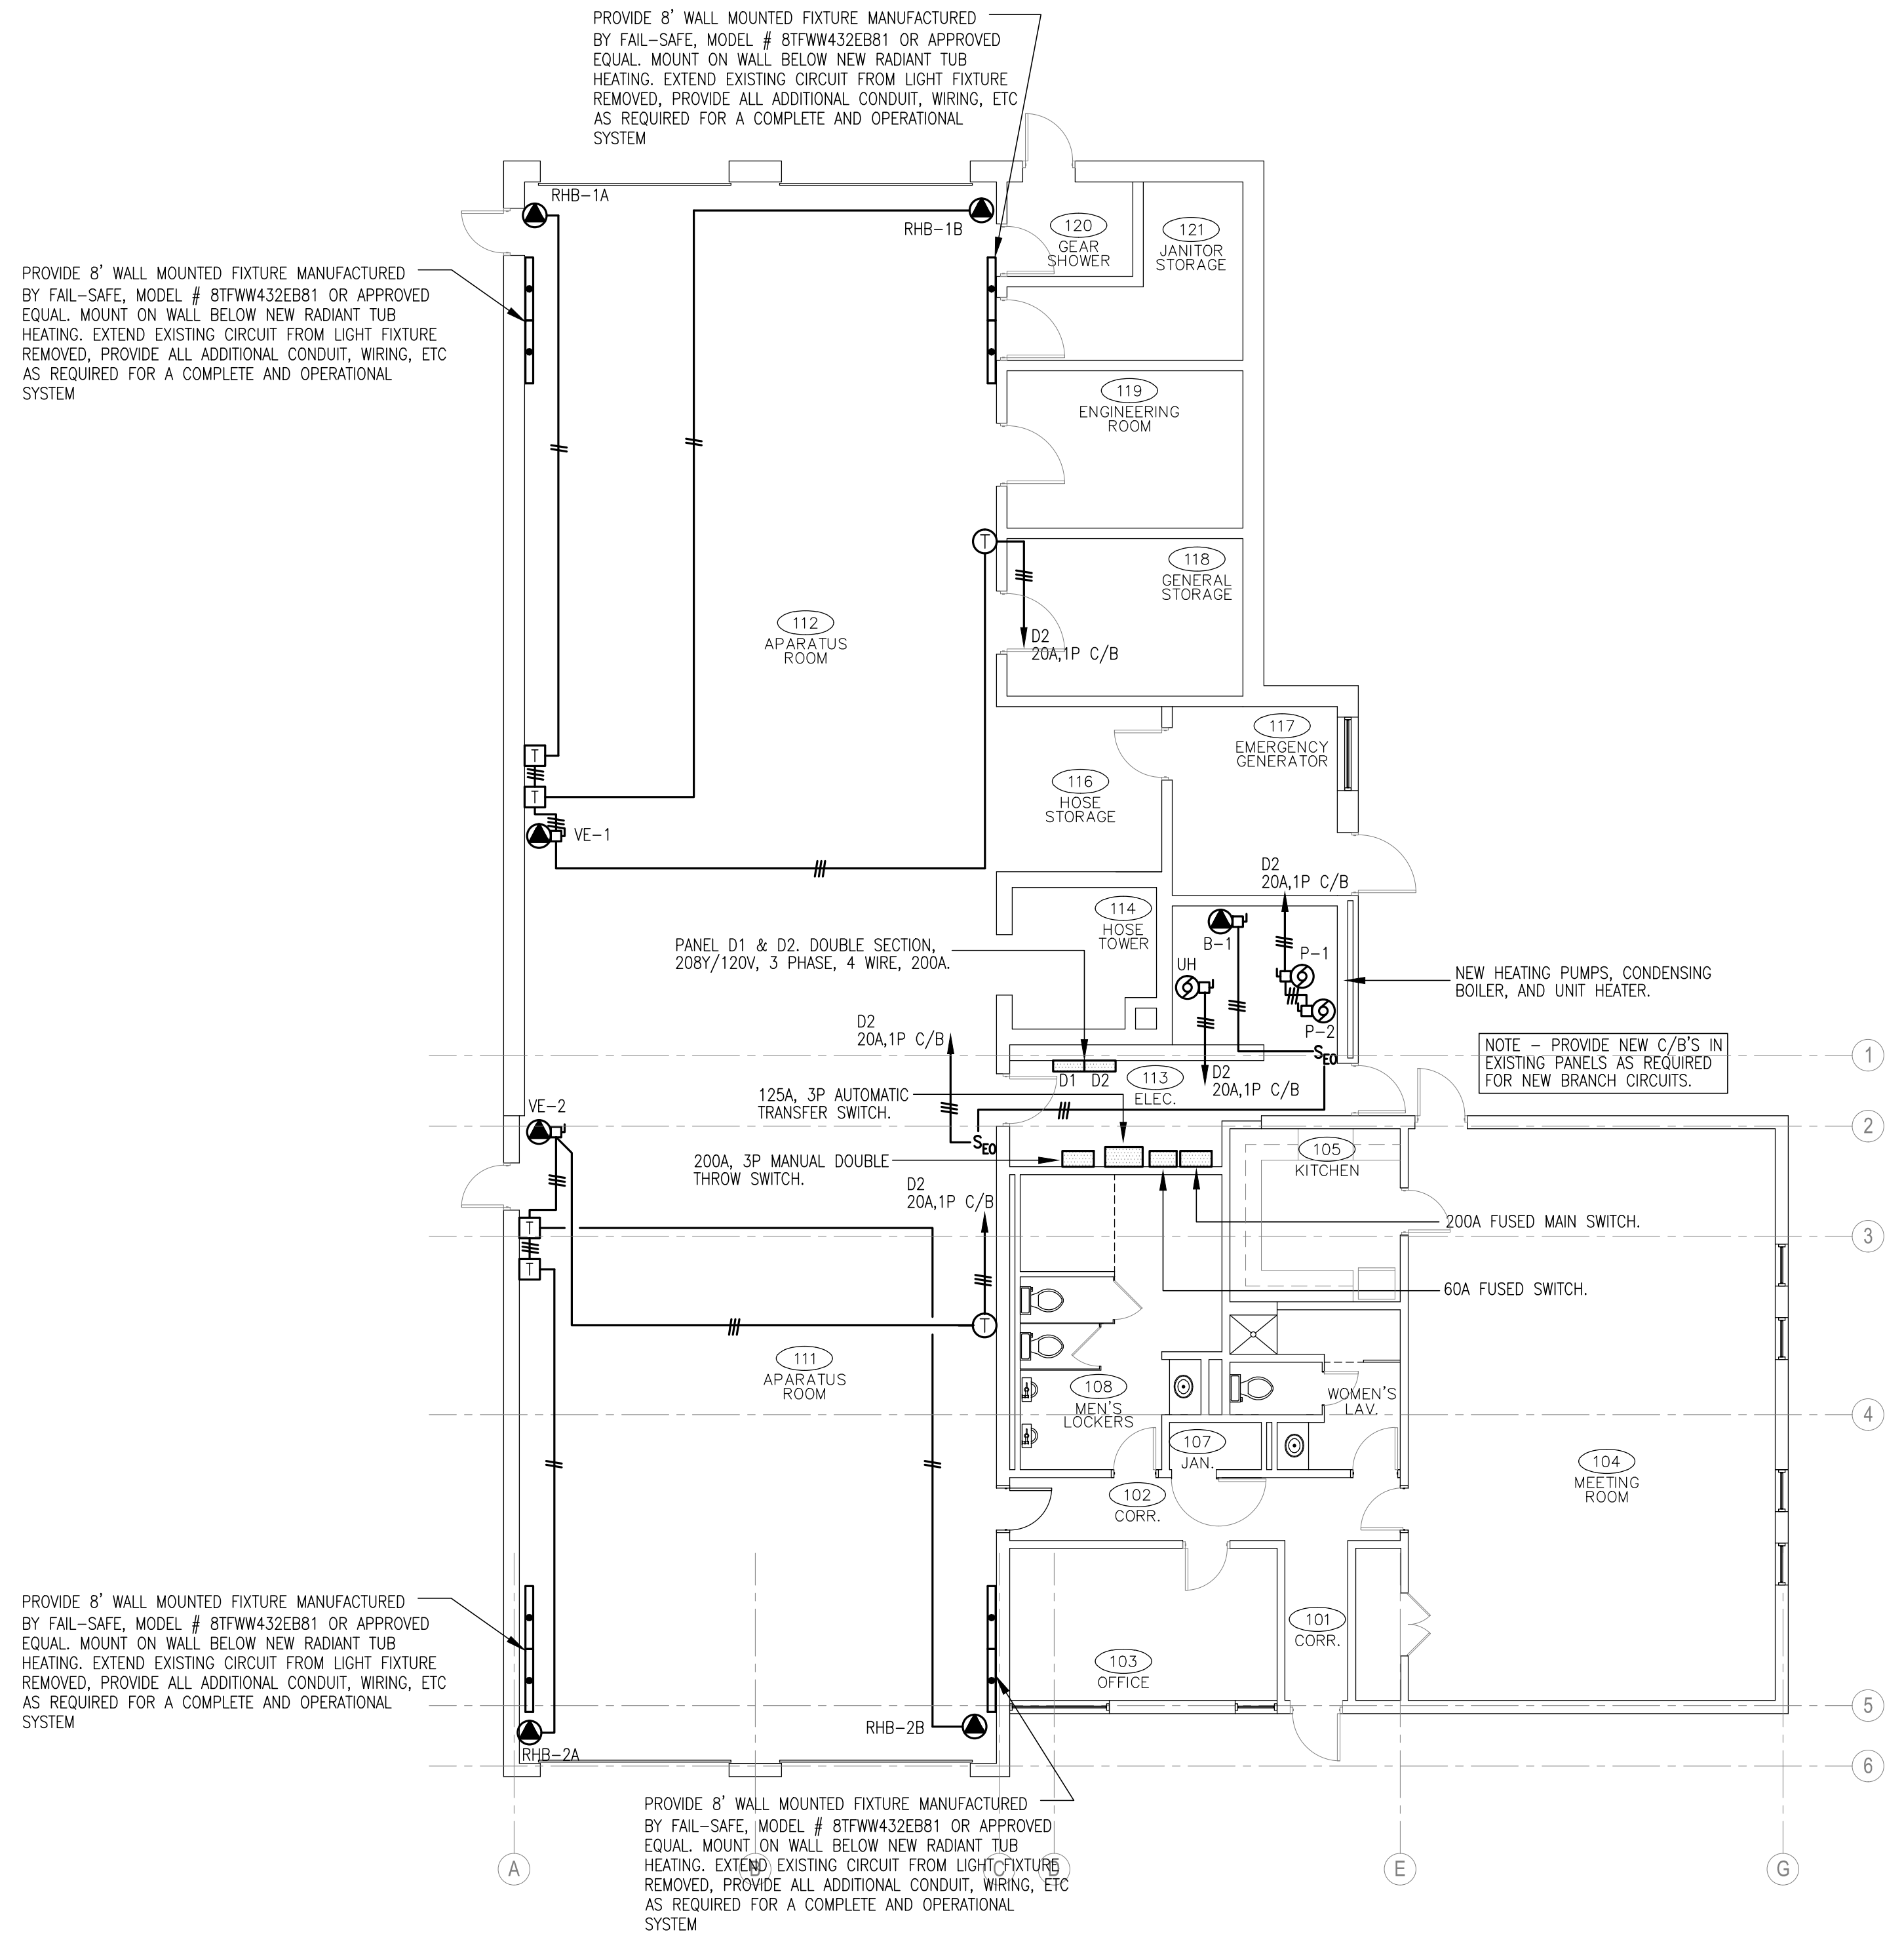 PROVIDE 8' WALL MOUNTED FIXTURE MANUFACTURED
BY FAIL-SAFE, MODEL # 8TFWW432EB81 OR APPROVED
EQUAL. MOUNT ON WALL BELOW NEW RADIANT TUB
HEATING. EXTEND EXISTING CIRCUIT FROM LIGHT FIXTURE
REMOVED, PROVIDE ALL ADDITIONAL CONDUIT, WIRING, ETC
AS REQUIRED FOR A COMPLETE AND OPERATIONAL
SYSTEM
RHB-1A
RHB-1B
120
GEAR
SHOWER
121
JANITOR
STORAGE
PROVIDE 8' WALL MOUNTED FIXTURE MANUFACTURED
BY FAIL-SAFE, MODEL # 8TFWW432EB81 OR APPROVED
EQUAL. MOUNT ON WALL BELOW NEW RADIANT TUB
HEATING. EXTEND EXISTING CIRCUIT FROM LIGHT FIXTURE
REMOVED, PROVIDE ALL ADDITIONAL CONDUIT, WIRING, ETC
AS REQUIRED FOR A COMPLETE AND OPERATIONAL
SYSTEM
119
ENGINEERING
ROOM
T
118
GENERAL
STORAGE
112
APARATUS
ROOM
D2
20A,1P C/B
117
EMERGENCY
GENERATOR
T
T
116
HOSE
STORAGE
VE-1
D2
20A,1P C/B
114
HOSE
TOWER
PANEL D1 & D2. DOUBLE SECTION,
208Y/120V, 3 PHASE, 4 WIRE, 200A.
B-1
P-1
UH
P-2
NEW HEATING PUMPS, CONDENSING
BOILER, AND UNIT HEATER.
D2
20A,1P C/B
SEO
NOTE - PROVIDE NEW C/B'S IN
EXISTING PANELS AS REQUIRED
FOR NEW BRANCH CIRCUITS.
1
D1
D2
113
ELEC.
D2
20A,1P C/B
125A, 3P AUTOMATIC
TRANSFER SWITCH.
VE-2
2
SEO
105
KITCHEN
200A, 3P MANUAL DOUBLE
THROW SWITCH.
D2
20A,1P C/B
T
200A FUSED MAIN SWITCH.
3
T
60A FUSED SWITCH.
T
111
APARATUS
ROOM
108
MEN'S
LOCKERS
WOMEN'S
LAV.
4
107
JAN.
104
MEETING
ROOM
102
CORR.
PROVIDE 8' WALL MOUNTED FIXTURE MANUFACTURED
BY FAIL-SAFE, MODEL # 8TFWW432EB81 OR APPROVED
EQUAL. MOUNT ON WALL BELOW NEW RADIANT TUB
HEATING. EXTEND EXISTING CIRCUIT FROM LIGHT FIXTURE
REMOVED, PROVIDE ALL ADDITIONAL CONDUIT, WIRING, ETC
AS REQUIRED FOR A COMPLETE AND OPERATIONAL
SYSTEM
101
CORR.
103
OFFICE
5
RHB-2A
RHB-2B
6
PROVIDE 8' WALL MOUNTED FIXTURE MANUFACTURED
BY FAIL-SAFE, MODEL # 8TFWW432EB81 OR APPROVED
EQUAL. MOUNT ON WALL BELOW NEW RADIANT TUB
HEATING. EXTEND EXISTING CIRCUIT FROM LIGHT FIXTURE
REMOVED, PROVIDE ALL ADDITIONAL CONDUIT, WIRING, ETC
AS REQUIRED FOR A COMPLETE AND OPERATIONAL
SYSTEM
A
B
C
D
E
G